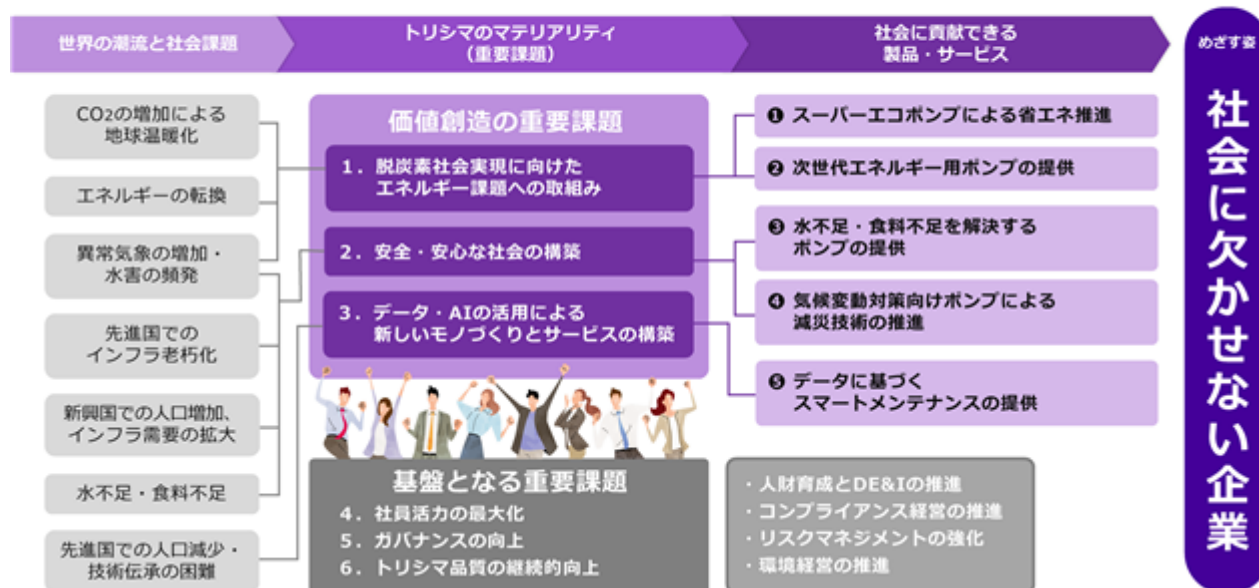 世界の潮流と社会課題
トリシマのマテリアリティ
（重要課題）
社会に貢献できる
製品・サービス
CO2の増加による
地球温暖化
エネルギーの転換
異常気象の増加・
水害の頻発
先進国での
インフラ老朽化
新興国での人口増加、
インフラ需要の拡大
水不足・食料不足
先進国での人口減少・
技術伝承の困難
価値創造の重要課題
1．脱炭素社会実現に向けた
エネルギー課題への取組み
2．安全・安心な社会の構築
3．データ・AIの活用による
新しいモノづくりとサービスの構築
基盤となる重要課題
4．社員活力の最大化
5．ガバナンスの向上
6．トリシマ品質の継続的向上
❶ スーパーエコポンプによる省エネ推進
❷ 次世代エネルギー用ポンプの提供
❸ 水不足・食料不足を解決する
ポンプの提供
❹ 気候変動対策向けポンプによる
減災技術の推進
❺ データに基づく
スマートメンテナンスの提供
・人財育成とDE&Iの推進
・コンプライアンス経営の推進
・リスクマネジメントの強化
・環境経営の推進
めざす姿
社会に欠かせない企業